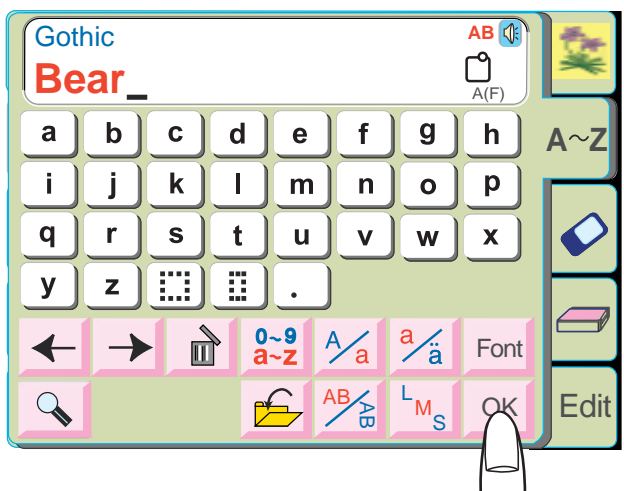 Gothic
AB
Bear_
A(F)
a b c d e f g h
A~Z
i j k l m n o p
q r s t u v w x
y z .
0~9
a~z
A/a
a/ä
Font
AB/AB
L M S
OK
Edit